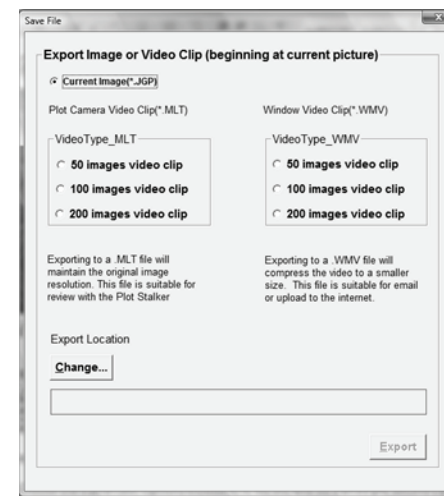 Save File
Export Image or Video Clip (beginning at current picture)
Current Image(*.JGP)
Plot Camera Video Clip(*.MLT)
Window Video Clip(*.WMV)
VideoType_MLT
VideoType_WMV
50 images video clip
50 images video clip
100 images video clip
100 images video clip
200 images video clip
200 images video clip
Exporting to a .MLT file will
maintain the original image
resolution. This file is suitable for
review with the Plot Stalker
Exporting to a .WMV file will
compress the video to a smaller
size. This file is suitable for email
or upload to the internet.
Export Location
Change...
Export